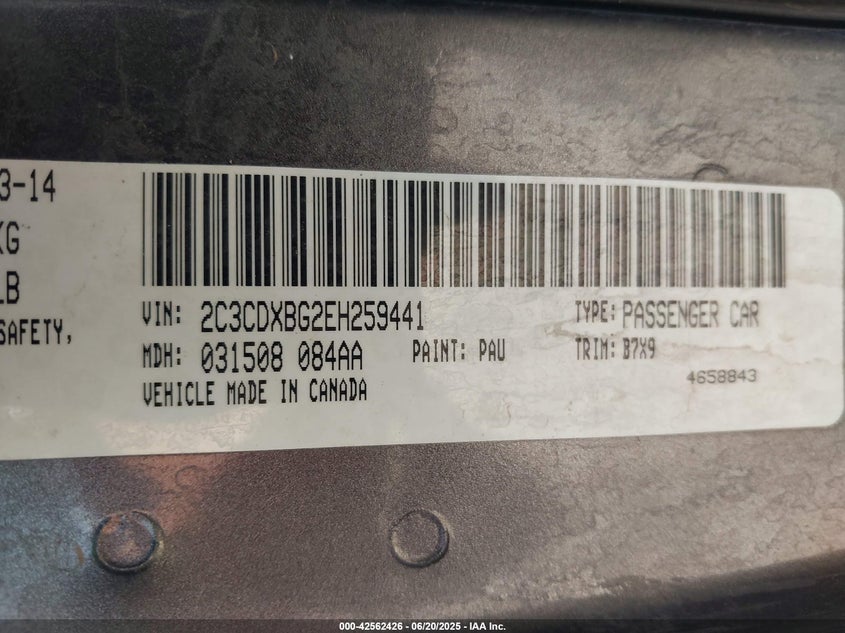 3-14
KG
LB
SAFETY,
VIN: 2C3CDXBG2EH259441
TYPE: PASSENGER CAR
MDH: 031508 084AA
PAINT: PAU
TRIM: B7X9
VEHICLE MADE IN CANADA
4658843
000-42562426 - 06/20/2025 - IAA Inc.